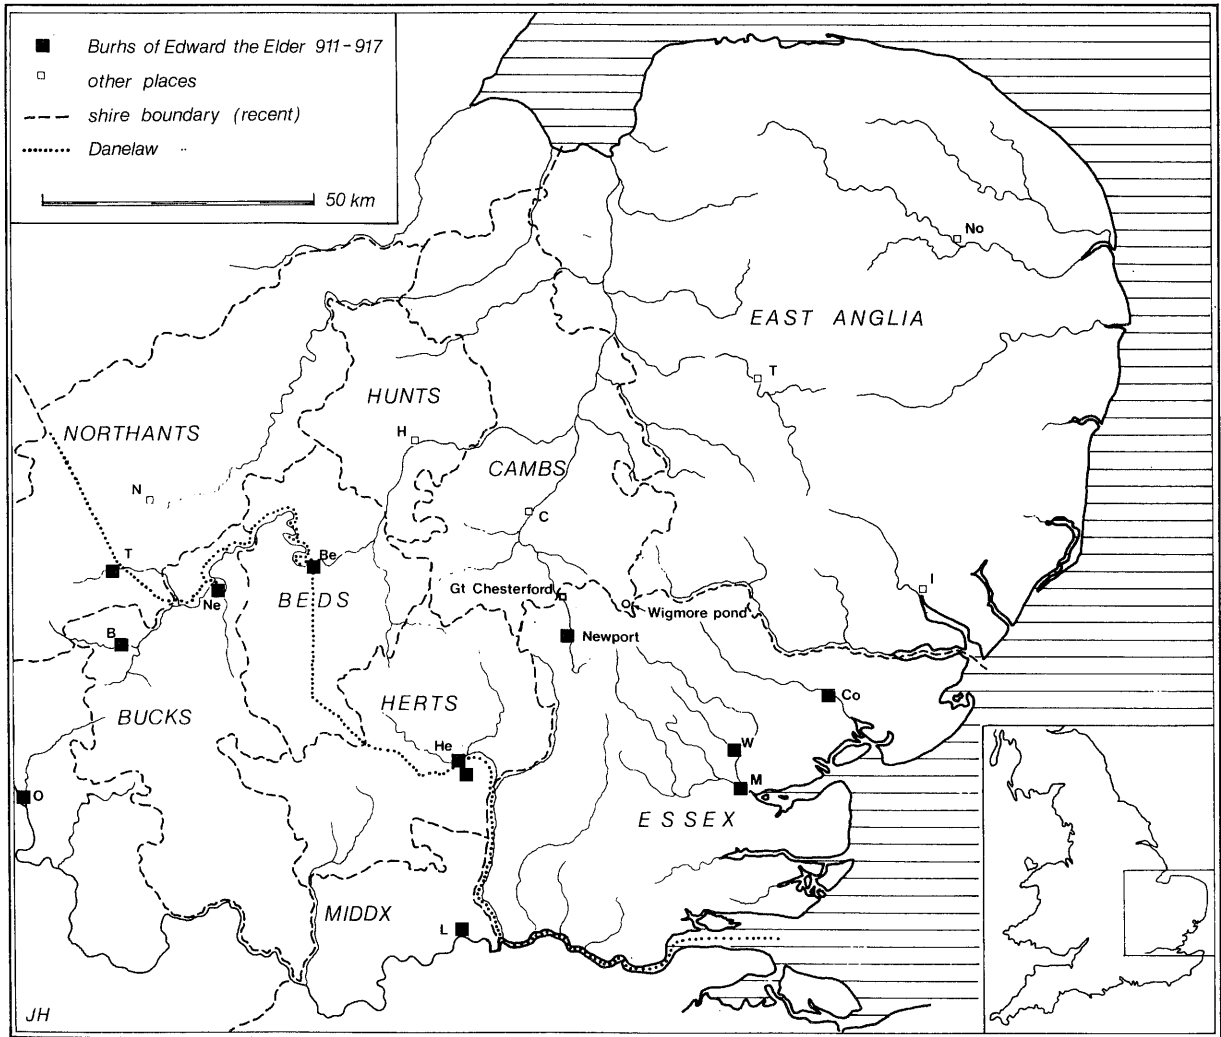 Burhs of Edward the Elder 911-917
other places
shire boundary (recent)
Danelaw "
50 km
No
EAST ANGLIA
T
HUNTS
H
NORTHANTS
CAMBS
N
C
T
Be
Gt Chesterford
I
Ne
BEDS
Wigmore pond
B
Newport
Co
HERTS
BUCKS
He
W
M
O
ESSEX
MIDDX
L
JH